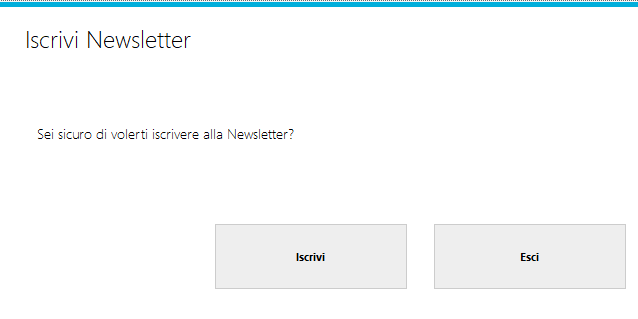 Iscrivi Newsletter
Sei sicuro di volerti iscrivere alla Newsletter?
Iscrivi
Esci